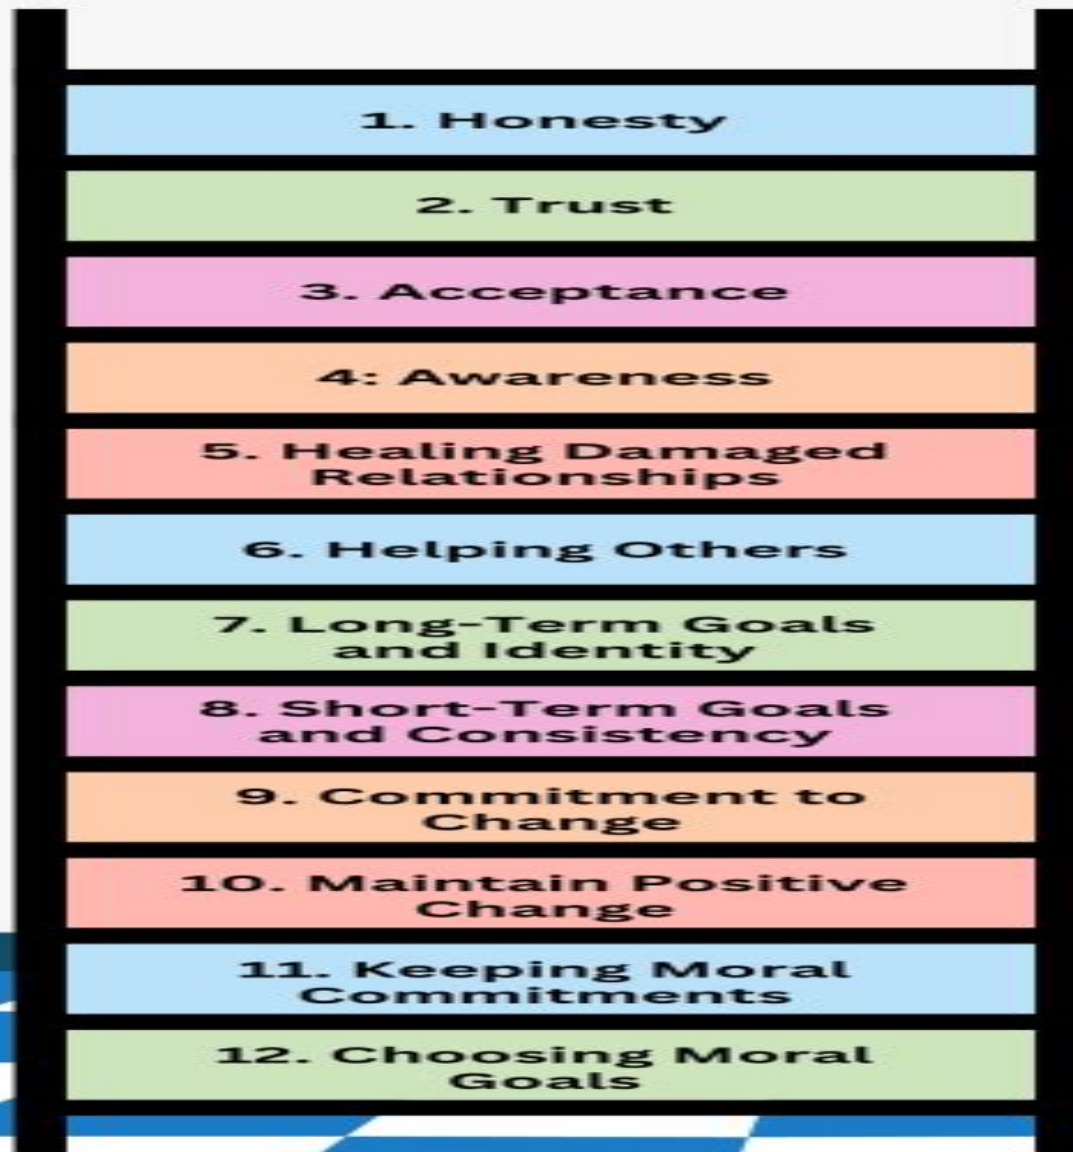 1. Honesty
2. Trust
3. Acceptance
4: Awareness
5. Healing Damaged
Relationships
6. Helping Others
7. Long-Term Goals
and Identity
8. Short-Term Goals
and Consistency
9. Commitment to
Change
10. Maintain Positive
Change
11. Keeping Moral
Commitments
12. Choosing Moral
Goals